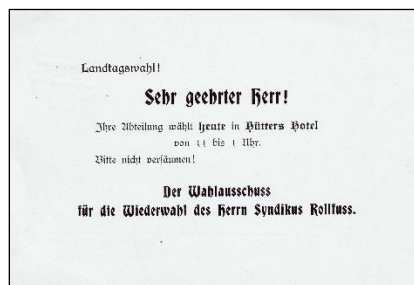 Landtagswahl!
Sehr geehrter Herr!
Ihre Abteilung wählt heute in Hütters Hotel
von 11 bis 1 Uhr.
Bitte nicht versäumen!
Der Wahlausschuss
für die Wiederwahl des Herrn Syndikus Rollfuss.